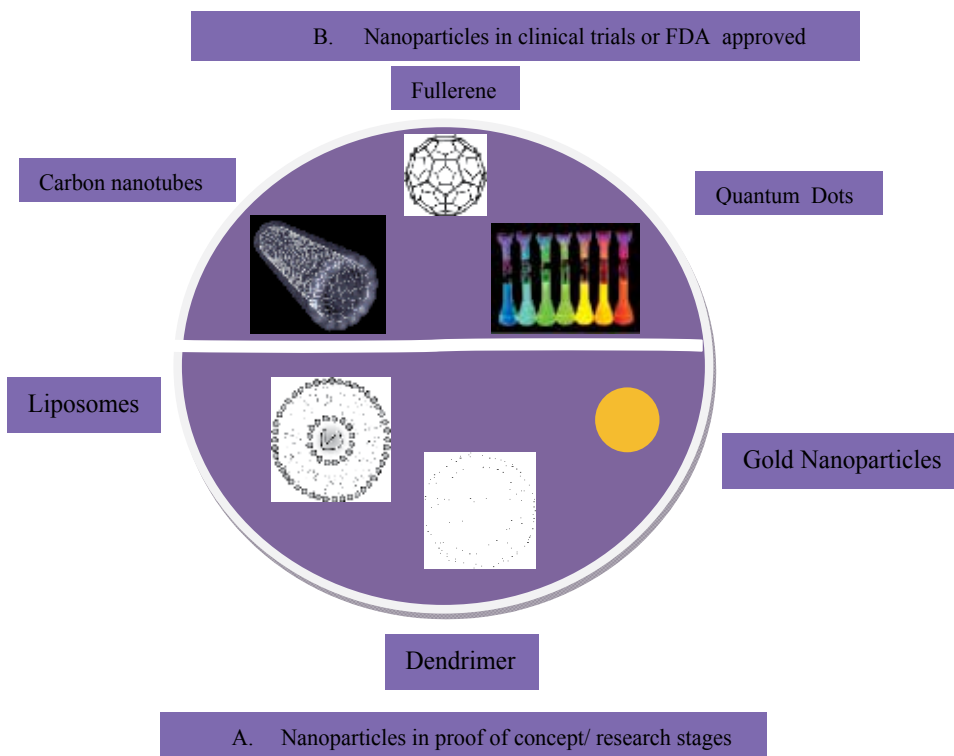 B. Nanoparticles in clinical trials or FDA approved
Fullerene
Carbon nanotubes
Quantum Dots
Liposomes
Gold Nanoparticles
Dendrimer
A. Nanoparticles in proof of concept/ research stages